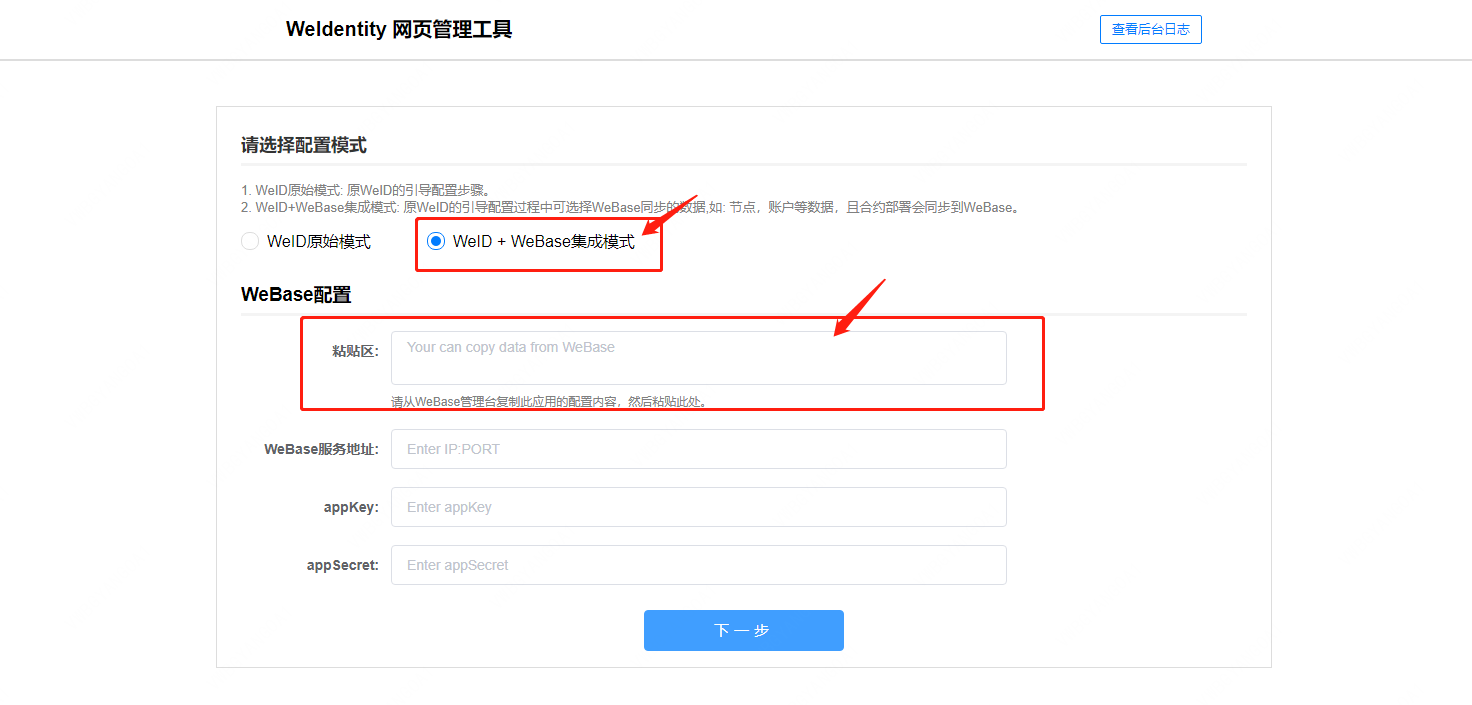 WeIdentity 网页管理工具
查看后台日志
请选择配置模式
1. WeID原始模式: 原WeID的引导配置步骤。
2. WeID+WeBase集成模式: 原WeID的引导配置过程中可选择WeBase同步的数据,如: 节点，账户等数据，且合约部署会同步到WeBase。
WeID原始模式
WeID + WeBase集成模式
WeBase配置
粘贴区:
Your can copy data from WeBase
请从WeBase管理台复制此应用的配置内容，然后粘贴此处。
WeBase服务地址:
Enter IP:PORT
appKey:
Enter appKey
appSecret:
Enter appSecret
下一步